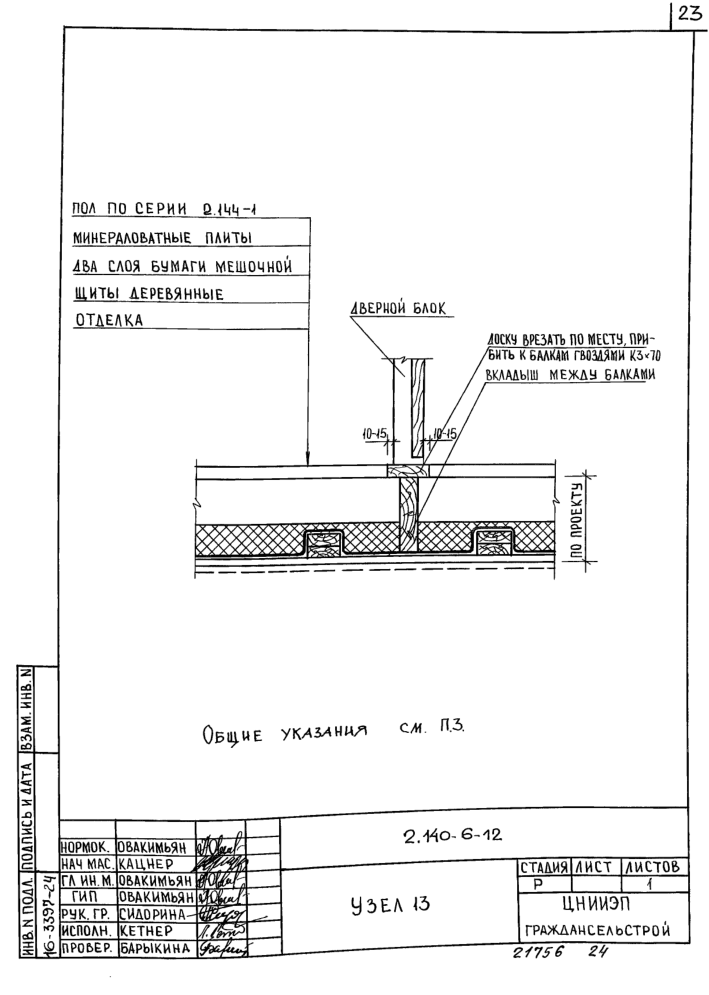 23
ПОЛ ПО СЕРИИ 2.144-1
МИНЕРАЛОВАТНЫЕ ПЛИТЫ
ДВА СЛОЯ БУМАГИ МЕШОЧНОЙ
ЩИТЫ ДЕРЕВЯННЫЕ
ОТДЕЛКА
ДВЕРНОЙ БЛОК
ДОСКУ ВРЕЗАТЬ ПО МЕСТУ, ПРИ-
БИТЬ К БАЛКАМ ГВОЗДЯМИ К3×70
ВКЛАДЫШ МЕЖДУ БАЛКАМИ
10-15 10-15
ПО ПРОЕКТУ
ОБЩИЕ УКАЗАНИЯ СМ. П.З.
ВЗАМ. ИНВ. N
ПОДПИСЬ И ДАТА
ИНВ. N ПОДЛ.
16-3397-24
НОРМОК. ОВАКИМЬЯН
НАЧ МАС. КАЦНЕР
ГЛ ИН. М. ОВАКИМЬЯН
ГИП ОВАКИМЬЯН
РУК. ГР. СИДОРИНА
ИСПОЛН. КЕТНЕР
ПРОВЕР. БАРЫКИНА
2.140-6-12
УЗЕЛ 13
СТАДИЯ ЛИСТ ЛИСТОВ
Р 1
ЦНИИЭП
ГРАЖДАНСЕЛЬСТРОЙ
21756 24